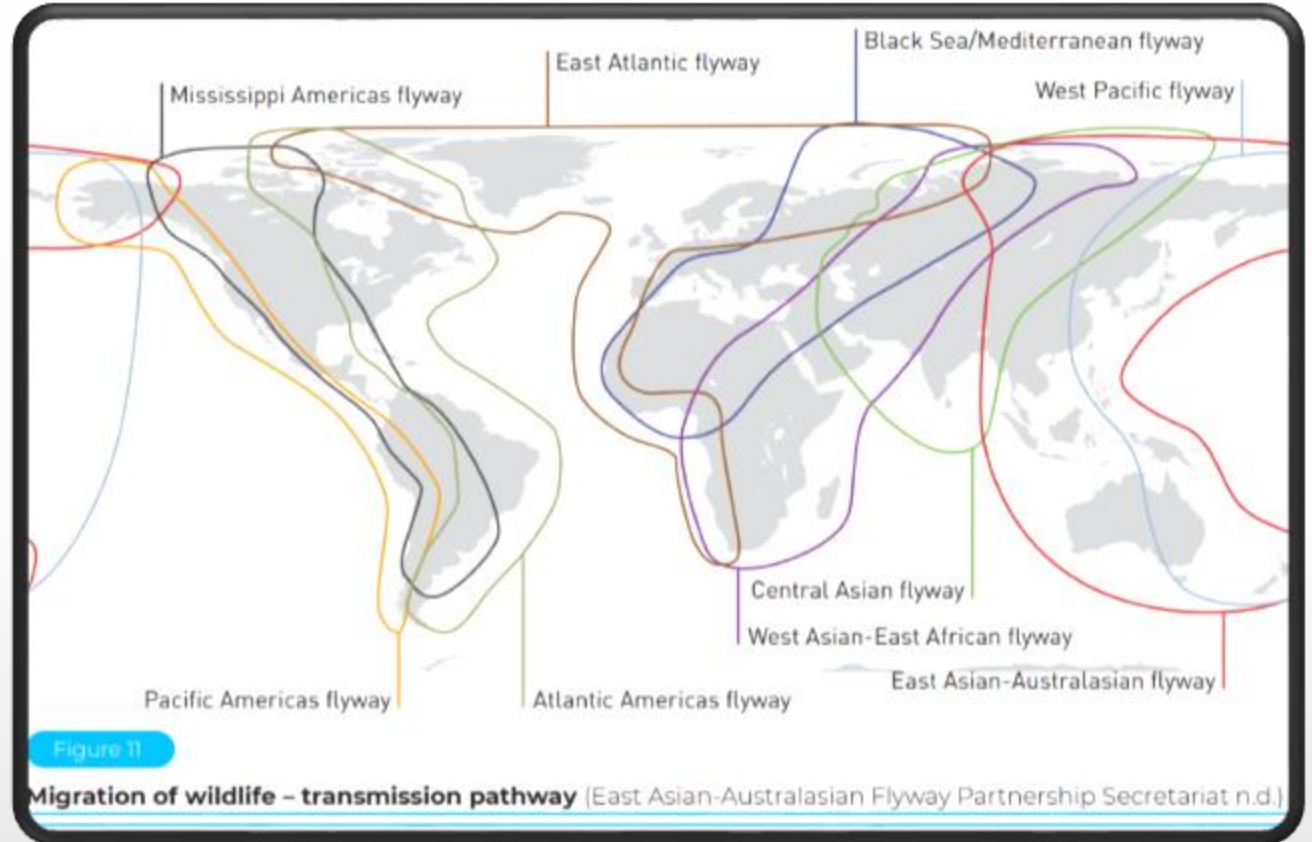 Black Sea/Mediterranean flyway
East Atlantic flyway
West Pacific flyway
Mississippi Americas flyway
Central Asian flyway
West Asian-East African flyway
East Asian-Australasian flyway
Pacific Americas flyway
Atlantic Americas flyway
Figure 11
Migration of wildlife – transmission pathway (East Asian-Australasian Flyway Partnership Secretariat n.d.)